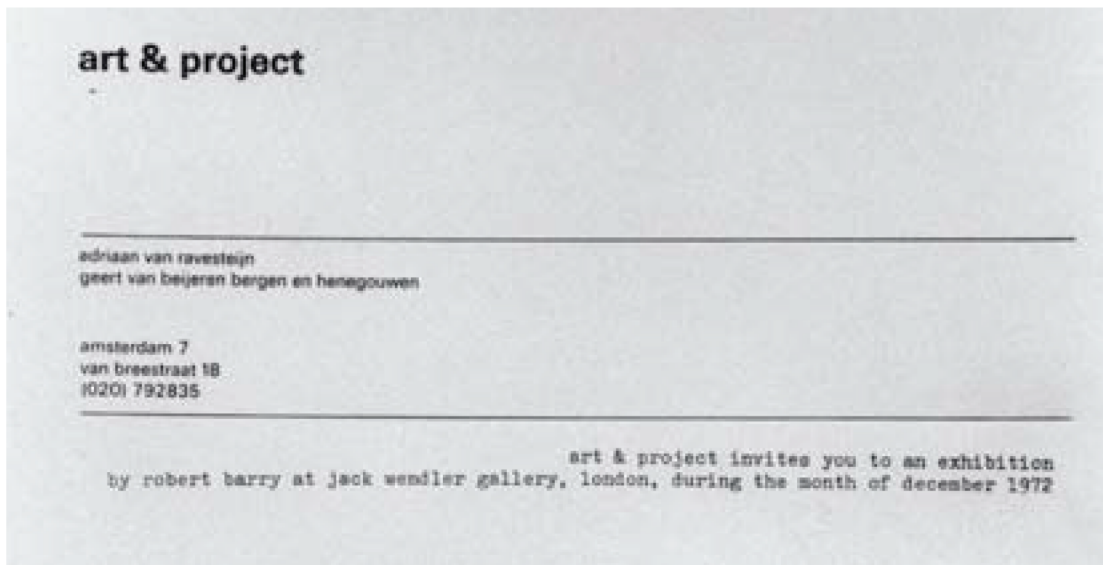 art & project
adriaan van ravesteijn
geert van beijeren bergen en henegouwen
amsterdam 7
van breestraat 18
(020) 792835
art & project invites you to an exhibition
by robert barry at jack wendler gallery, london, during the month of december 1972